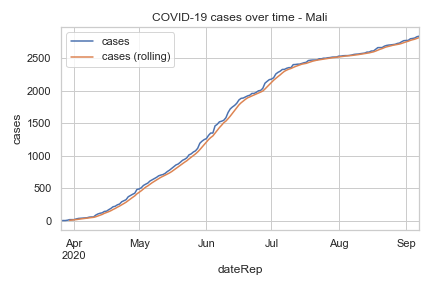 COVID-19 cases over time - Mali
cases
cases (rolling)
2500
2000
1500
1000
500
0
cases
Apr May Jun Jul Aug Sep
2020
dateRep